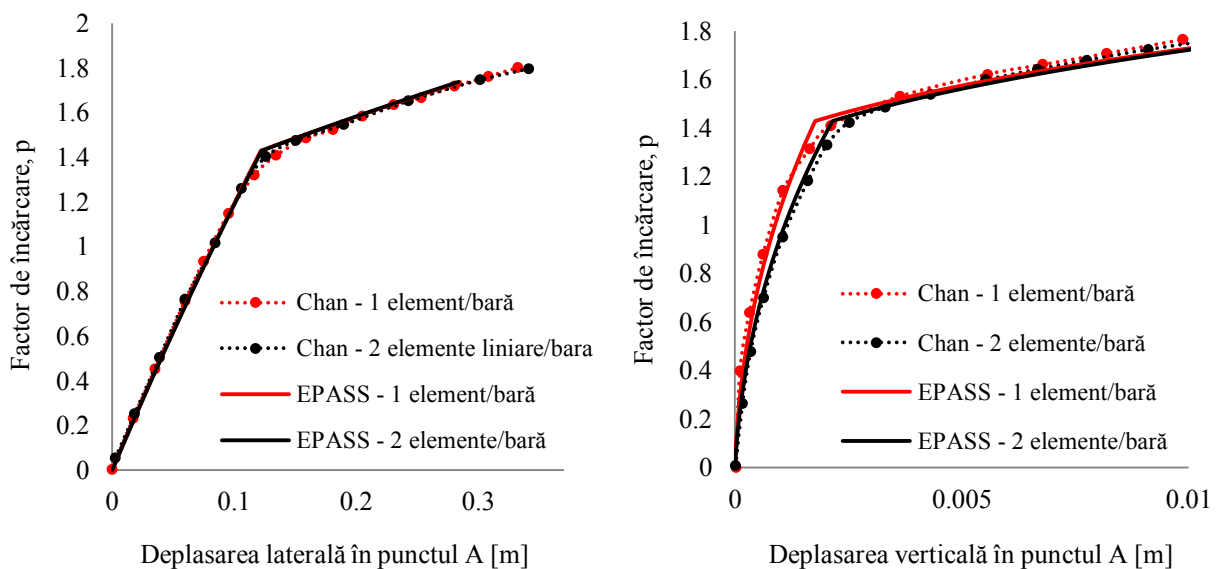 2
1.8
1.6
1.4
1.2
1
0.8
0.6
0.4
0.2
0
Factor de încărcare, p
Chan - 1 element/bară
Chan - 2 elemente liniare/bara
EPASS - 1 element/bară
EPASS - 2 elemente/bară
0 0.1 0.2 0.3
Deplasarea laterală în punctul A [m]
1.8
1.6
1.4
1.2
1
0.8
0.6
0.4
0.2
0
Factor de încărcare, p
Chan - 1 element/bară
Chan - 2 elemente/bară
EPASS - 1 element/bară
EPASS - 2 elemente/bară
0 0.005 0.01
Deplasarea verticală în punctul A [m]